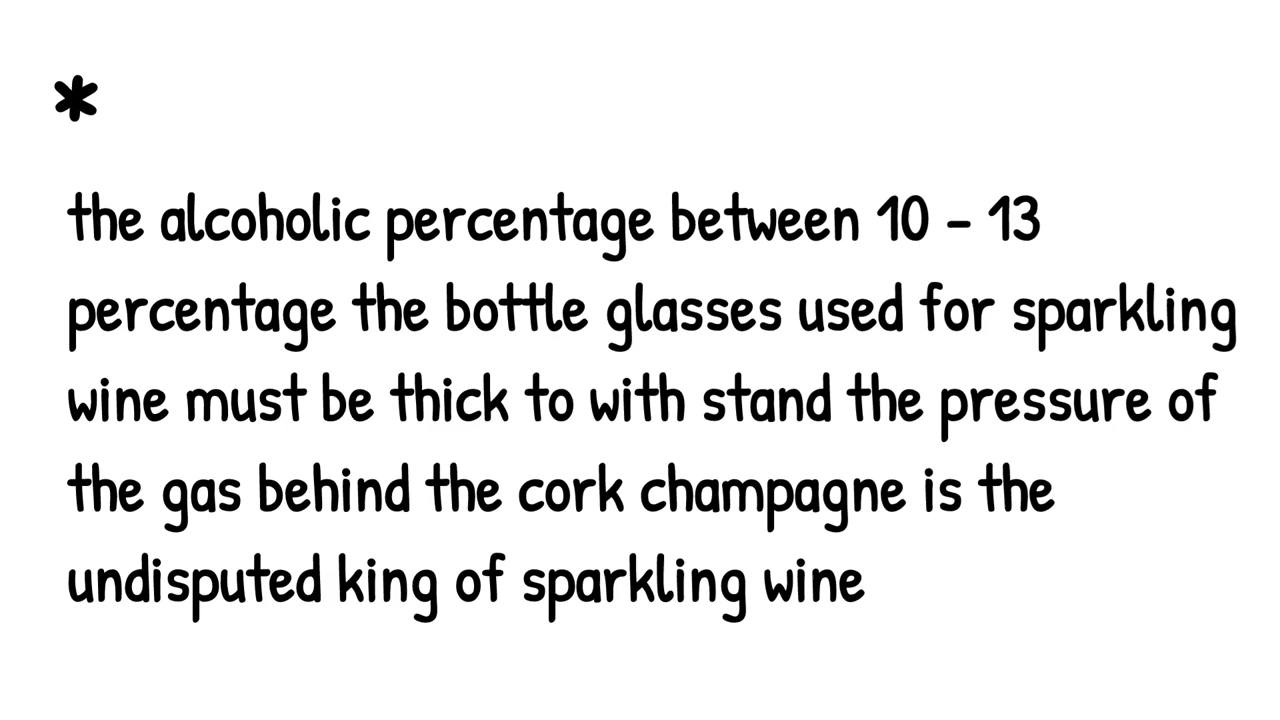 *
the alcoholic percentage between 10 - 13
percentage the bottle glasses used for sparkling
wine must be thick to with stand the pressure of
the gas behind the cork champagne is the
undisputed king of sparkling wine